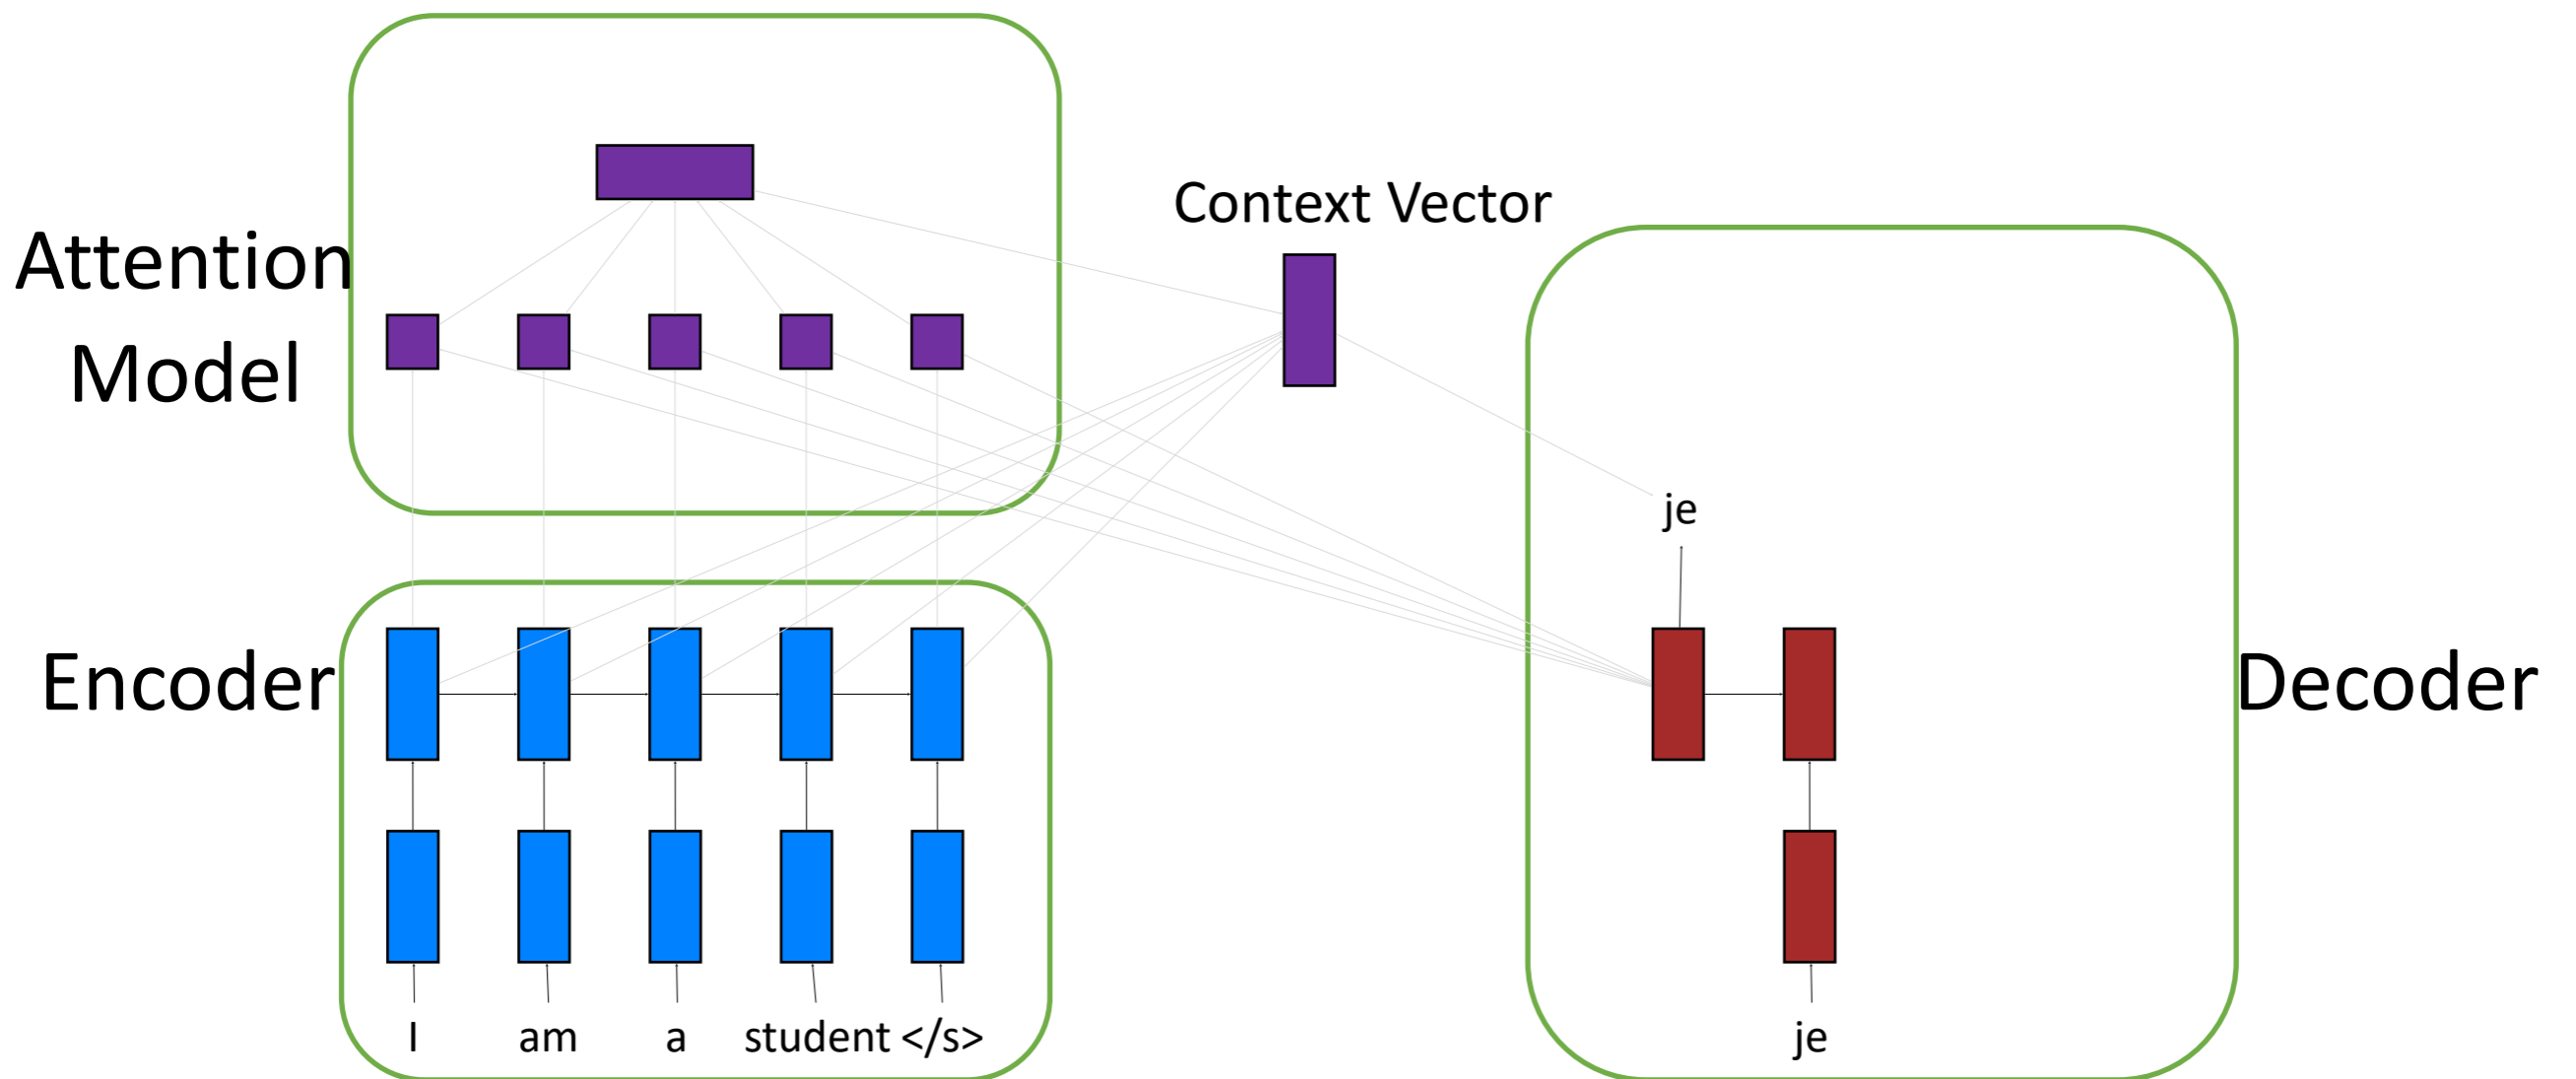 Context Vector
Attention
Model
je
Encoder
Decoder
I am a student </s>
je